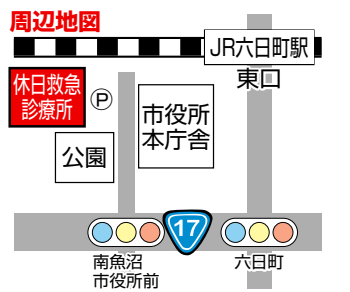 周辺地図
JR六日町駅
東口
休日救急
診療所
P
市役所
本庁舎
公園
17
南魚沼
市役所前
六日町